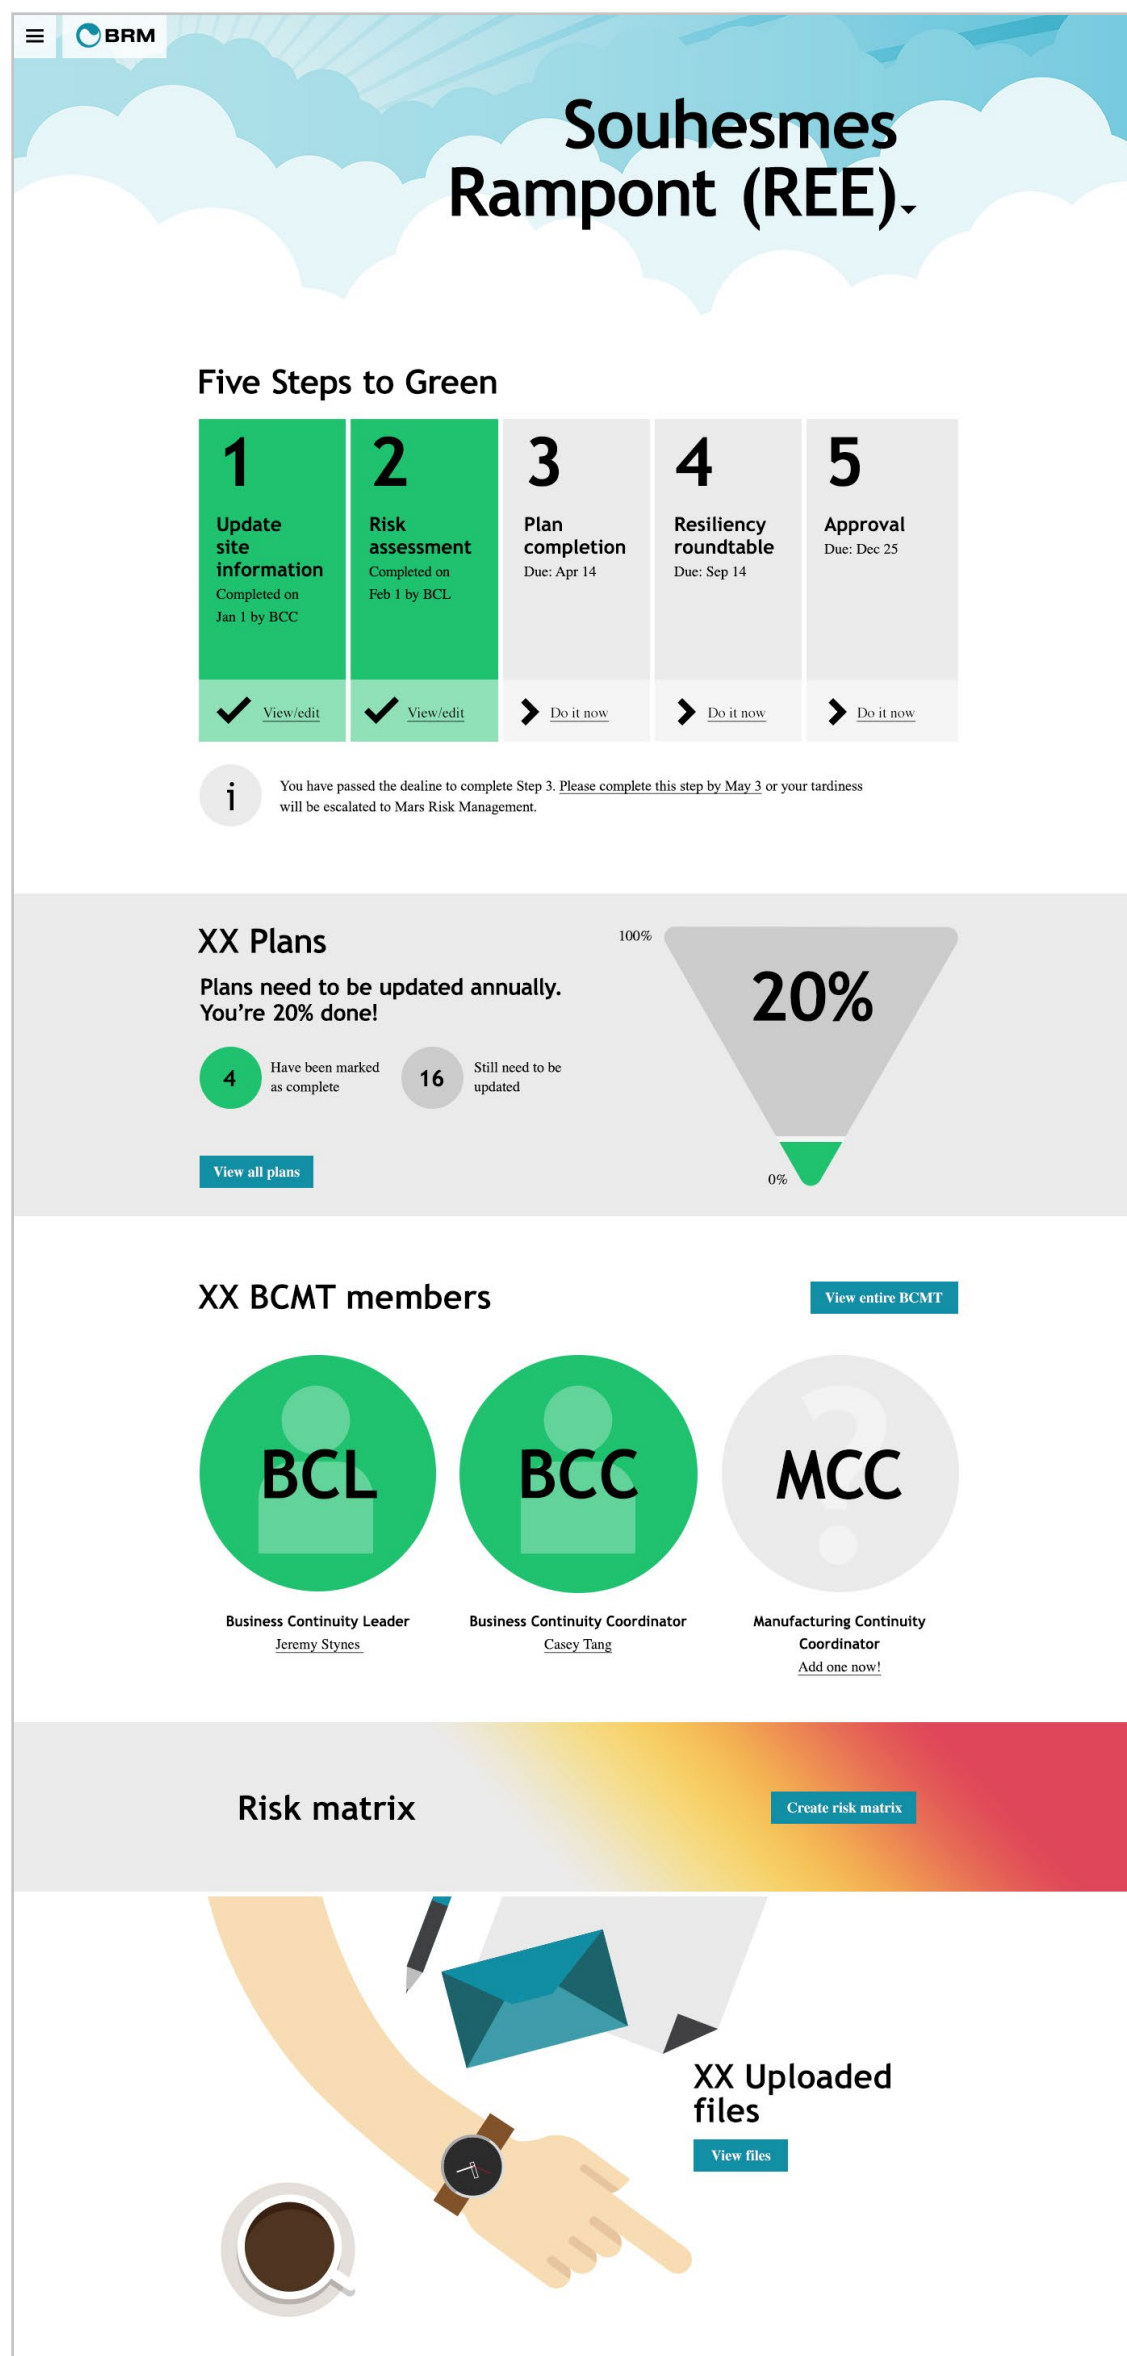 BRM
Souhesmes
Rampont (REE)
Five Steps to Green
1
Update
site
information
Completed on
Jan 1 by BCC
View/edit
2
Risk
assessment
Completed on
Feb 1 by BCL
View/edit
3
Plan
completion
Due: Apr 14
Do it now
4
Resiliency
roundtable
Due: Sep 14
Do it now
5
Approval
Due: Dec 25
Do it now
i
You have passed the dealine to complete Step 3. Please complete this step by May 3 or your tardiness
will be escalated to Mars Risk Management.
XX Plans
Plans need to be updated annually.
You're 20% done!
4
Have been marked
as complete
16
Still need to be
updated
View all plans
100%
20%
0%
XX BCMT members
View entire BCMT
BCL
Business Continuity Leader
Jeremy Stynes
BCC
Business Continuity Coordinator
Casey Tang
?
MCC
Manufacturing Continuity
Coordinator
Add one now!
Risk matrix
Create risk matrix
XX Uploaded
files
View files